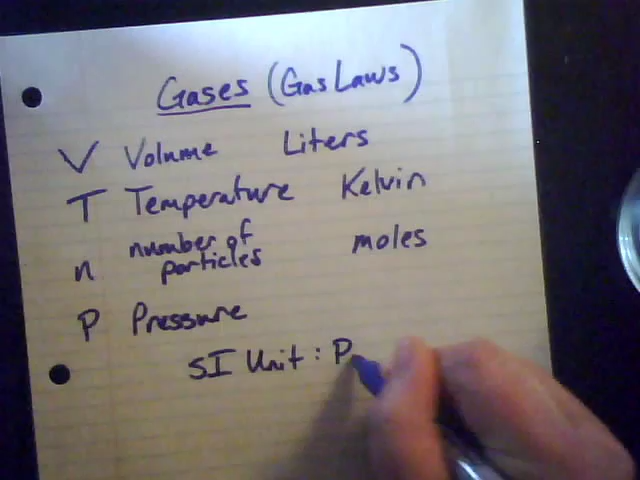 Gases (Gas Laws)
V Volume Liters
T Temperature Kelvin
n number of particles moles
P Pressure
SI Unit: P